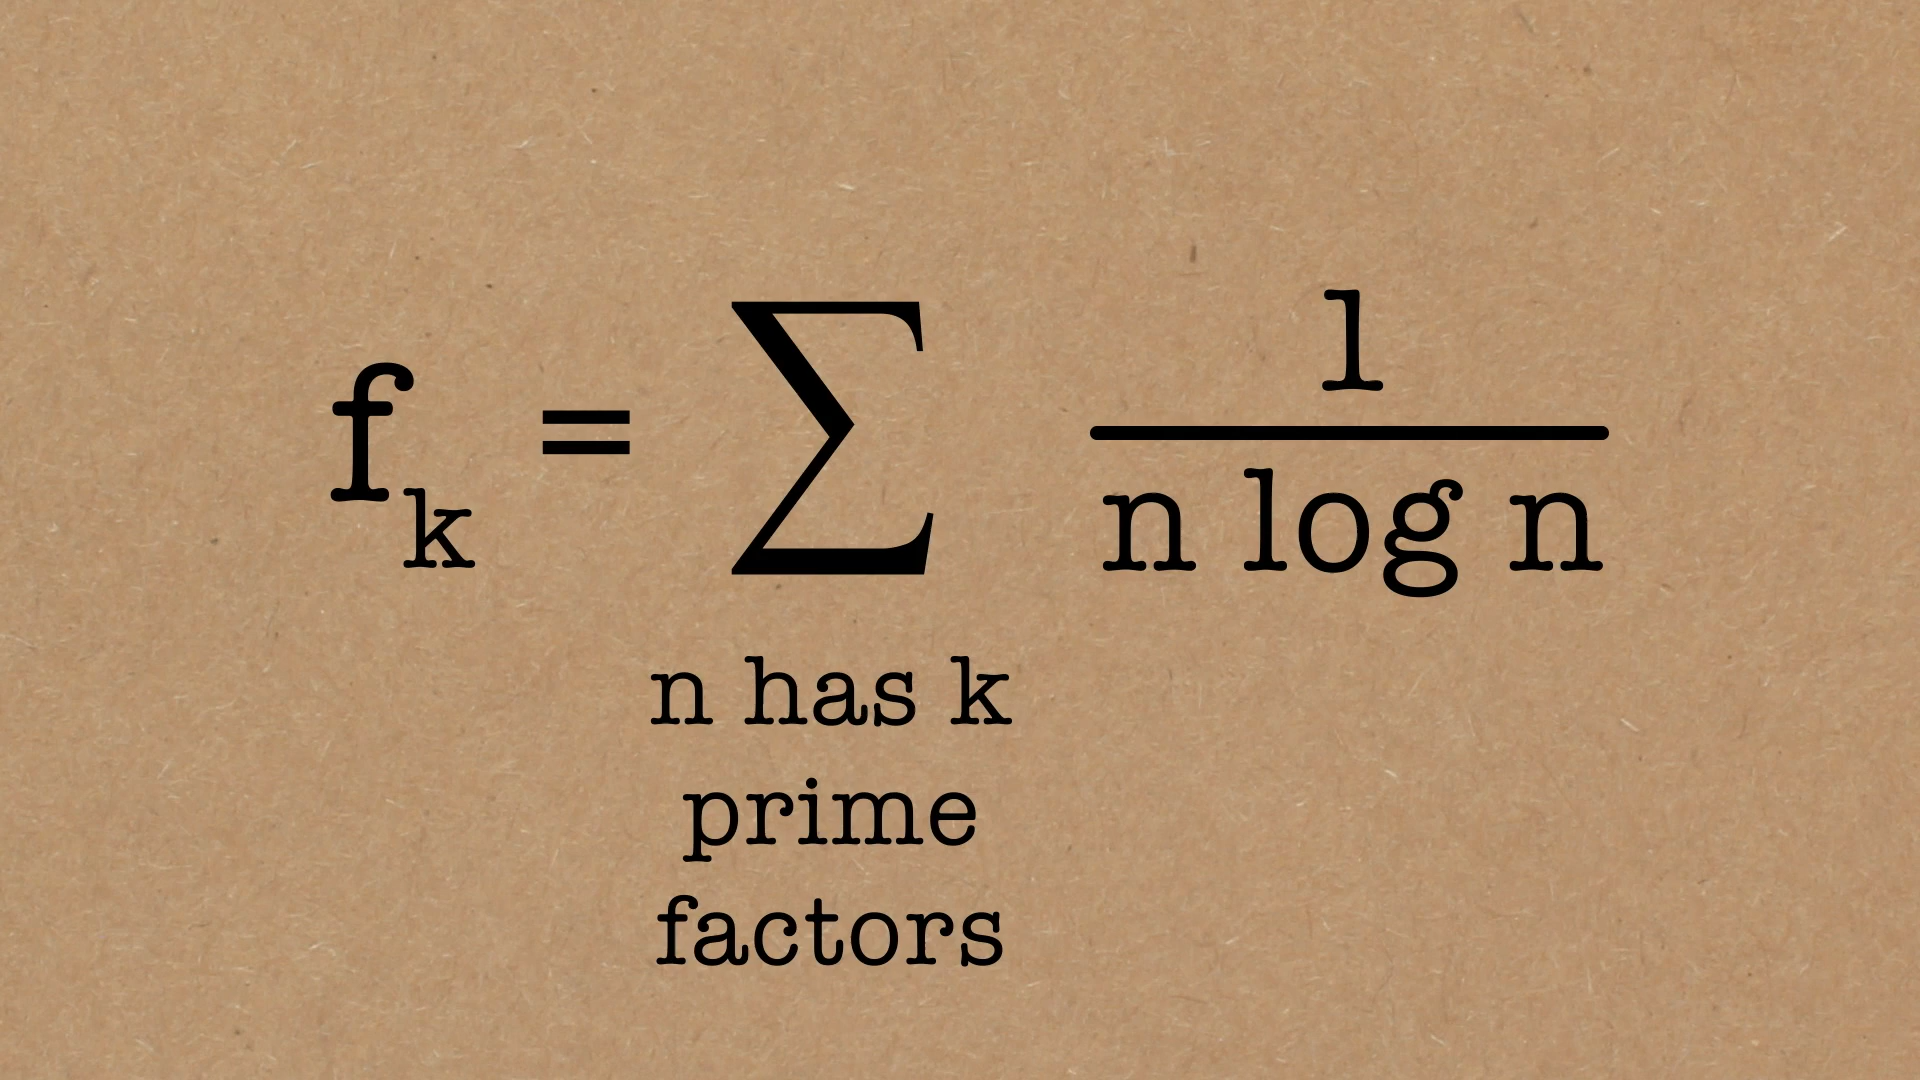 f_k = ∑ 1 / n log n
n has k
prime
factors